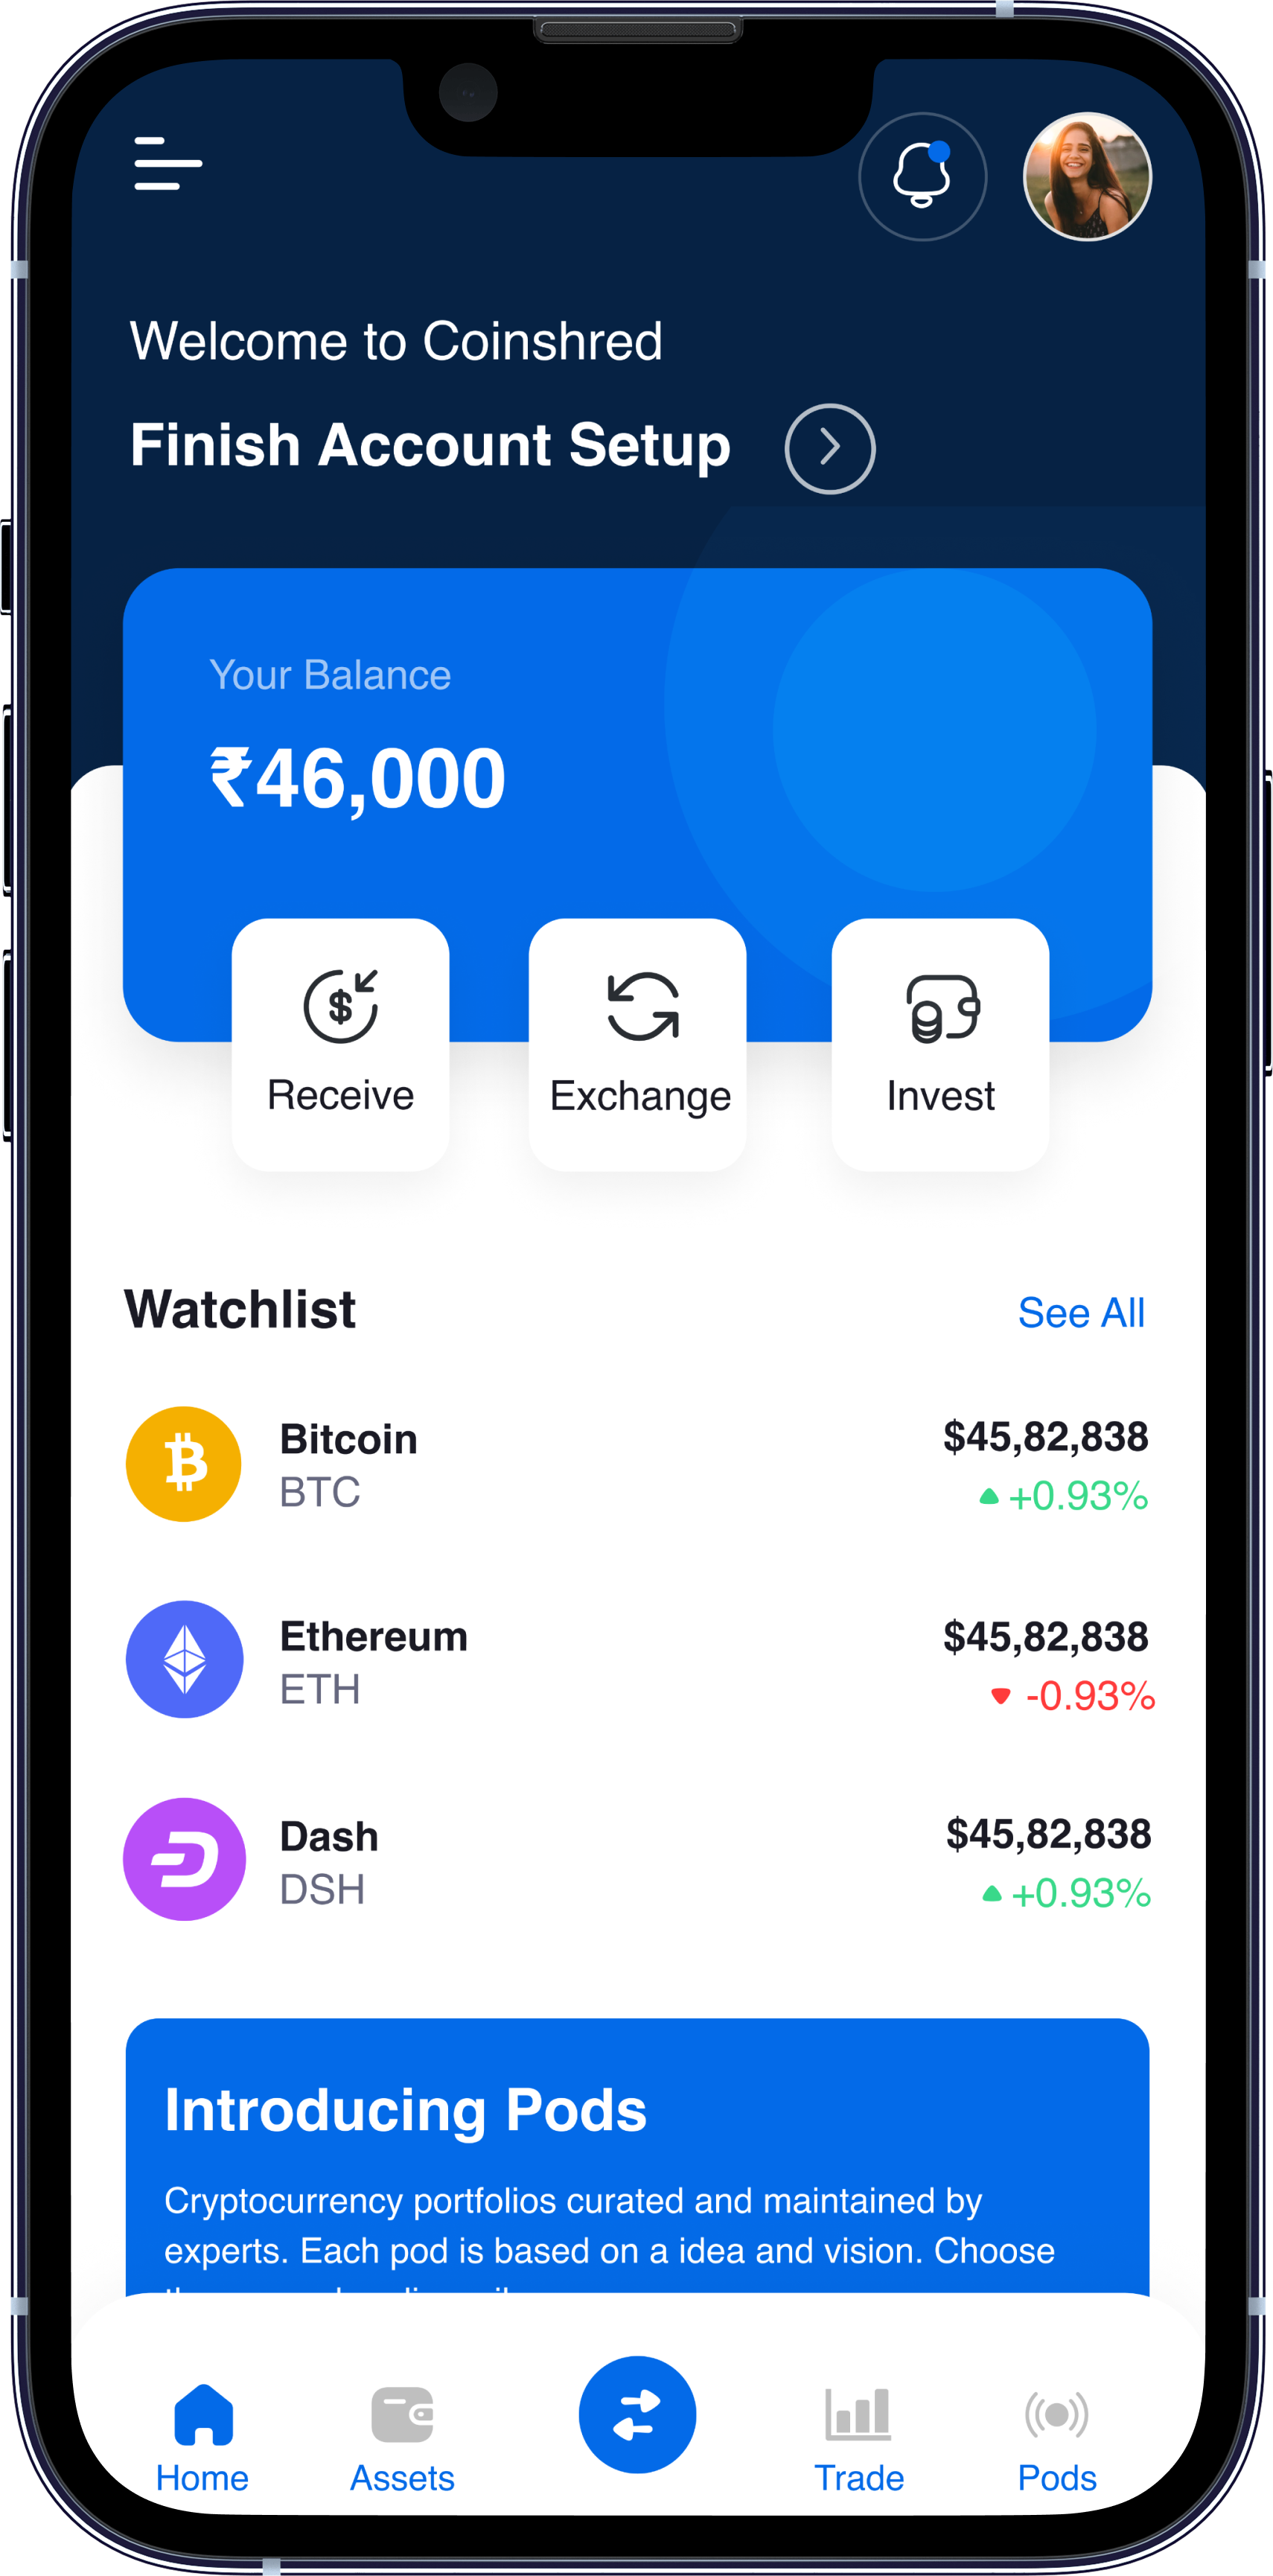 Welcome to Coinshred
Finish Account Setup
Your Balance
₹46,000
Receive
Exchange
Invest
Watchlist
See All
Bitcoin
$45,82,838
BTC
+0.93%
Ethereum
$45,82,838
ETH
-0.93%
Dash
$45,82,838
DSH
+0.93%
Introducing Pods
Cryptocurrency portfolios curated and maintained by
experts. Each pod is based on a idea and vision. Choose
Home
Assets
Trade
Pods